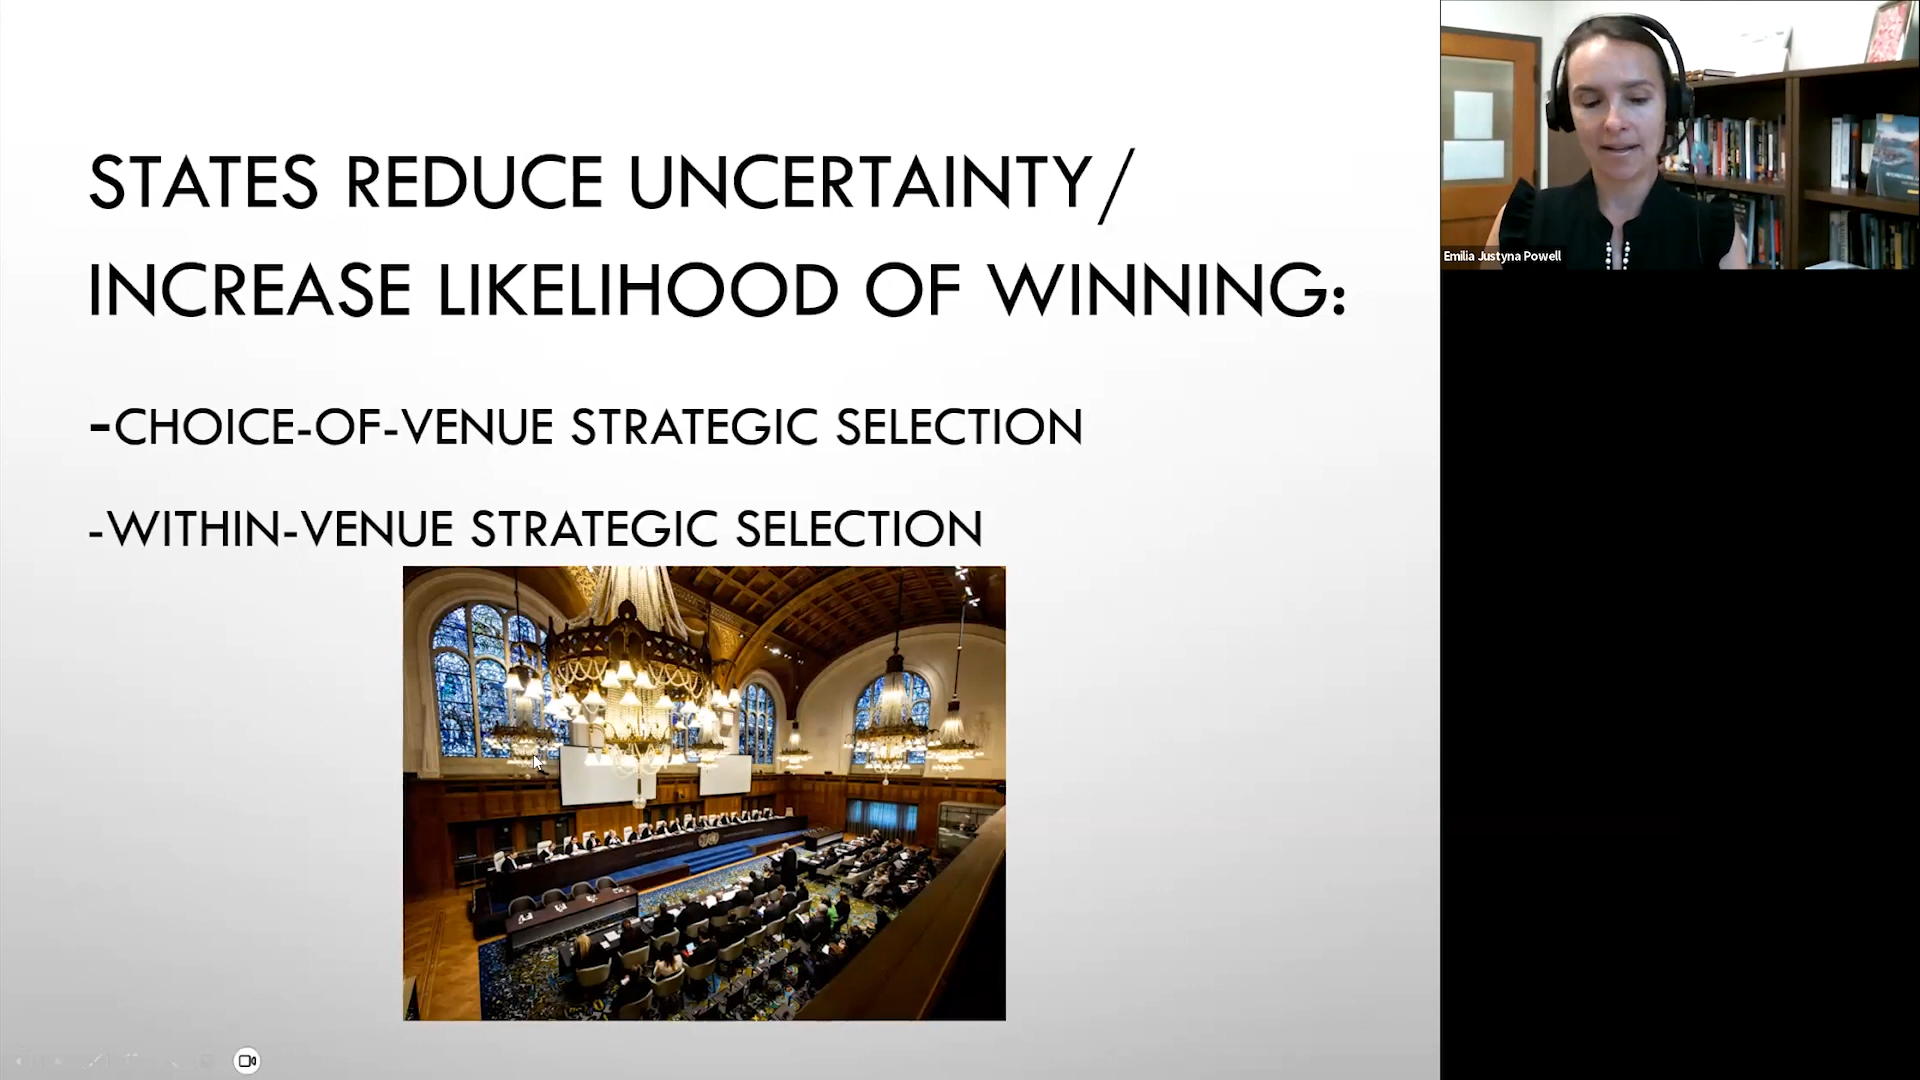 STATES REDUCE UNCERTAINTY/
INCREASE LIKELIHOOD OF WINNING:
-CHOICE-OF-VENUE STRATEGIC SELECTION
-WITHIN-VENUE STRATEGIC SELECTION
Emilia Justyna Powell